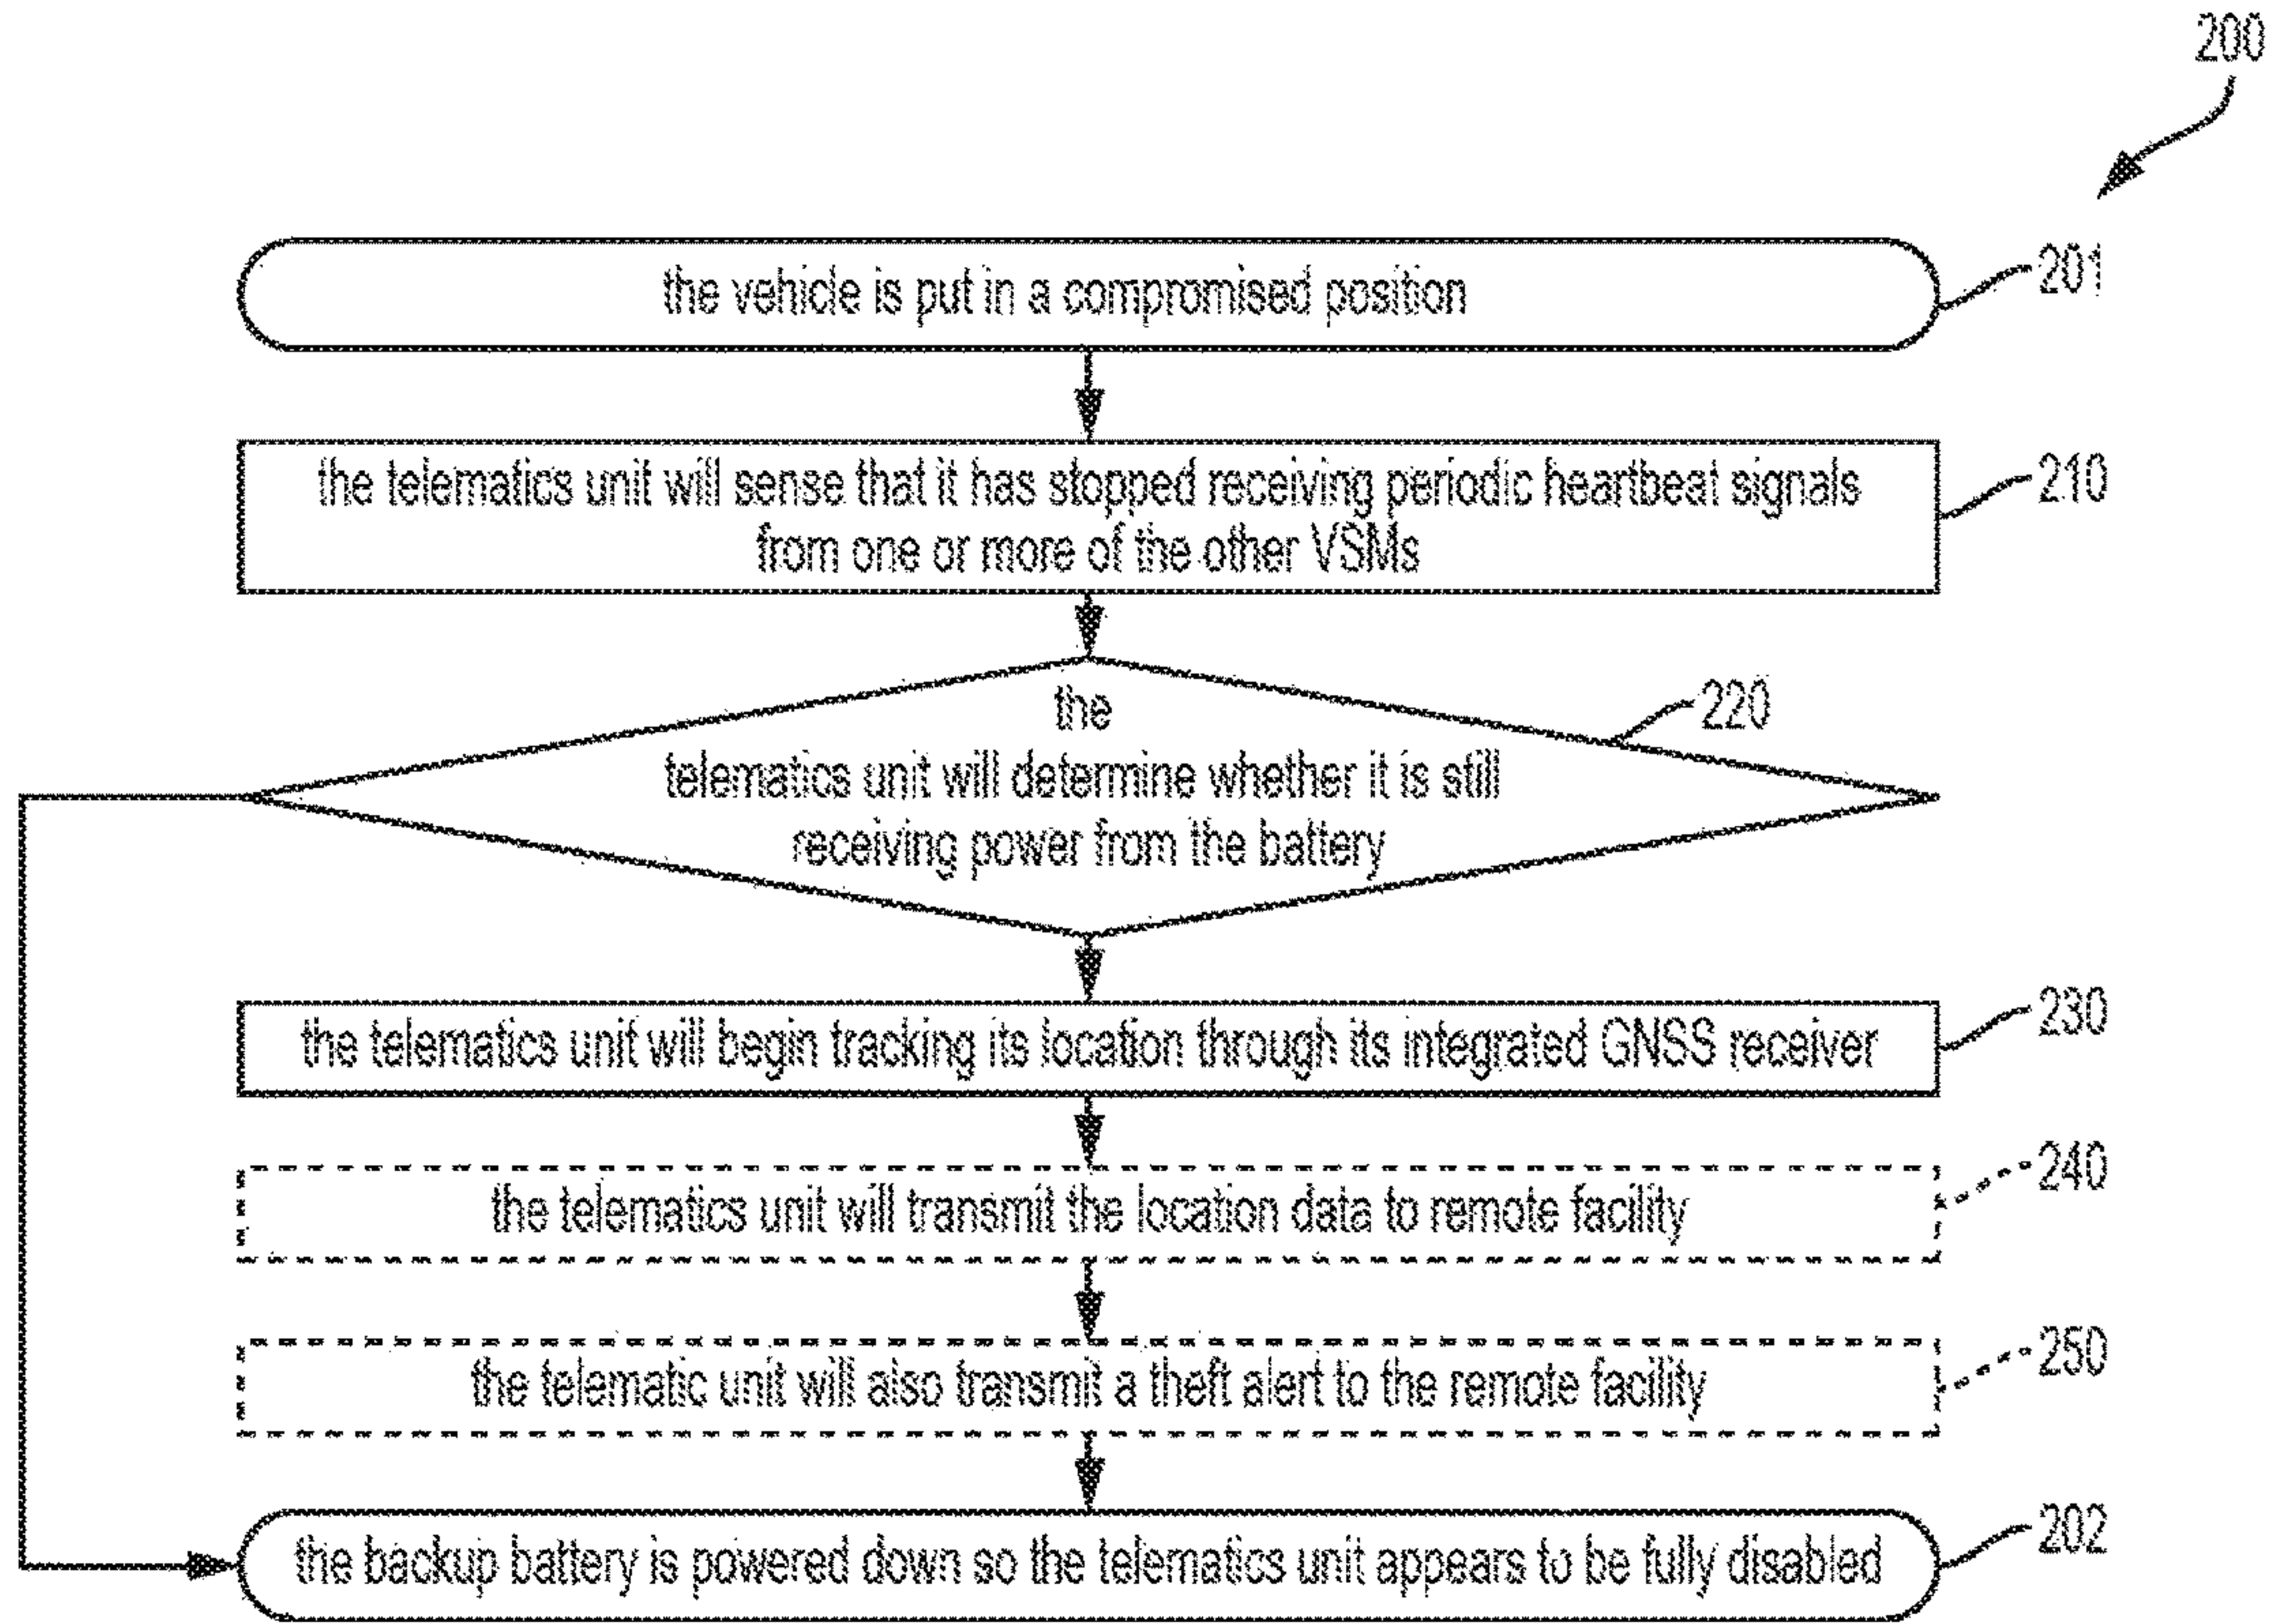 200
the vehicle is put in a compromised position
201
the telematics unit will sense that it has stopped receiving periodic heartbeat signals
from one or more of the other VSMs
210
the
telematics unit will determine whether it is still
receiving power from the battery
220
the telematics unit will begin tracking its location through its integrated GNSS receiver
230
the telematics unit will transmit the location data to remote facility
240
the telematic unit will also transmit a theft alert to the remote facility
250
the backup battery is powered down so the telematics unit appears to be fully disabled
202